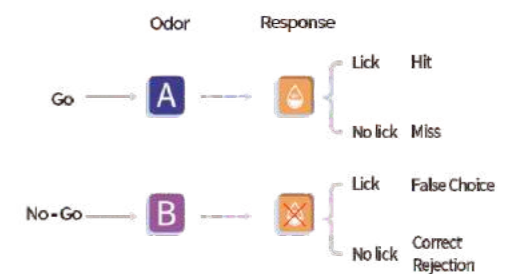 Odor Response
Lick Hit
Go A
No lick Miss
Lick False Choice
No-Go B
No lick Correct
Rejection